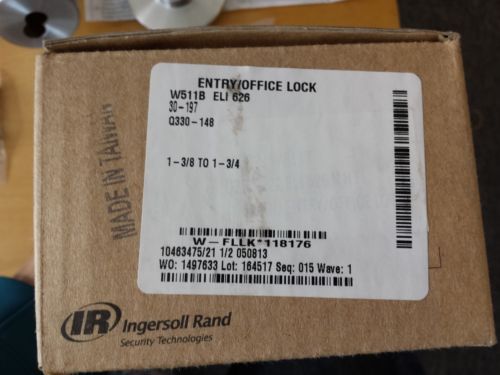 ENTRY/OFFICE LOCK
W511B ELI 626
30-197
Q330-148
1-3/8 TO 1-3/4
W-FLLK*118176
10463475/21 1/2 050813
WO: 1497633 Lot: 164517 Seq: 015 Wave: 1
MADE IN TAIWAN
IR Ingersoll Rand
Security Technologies